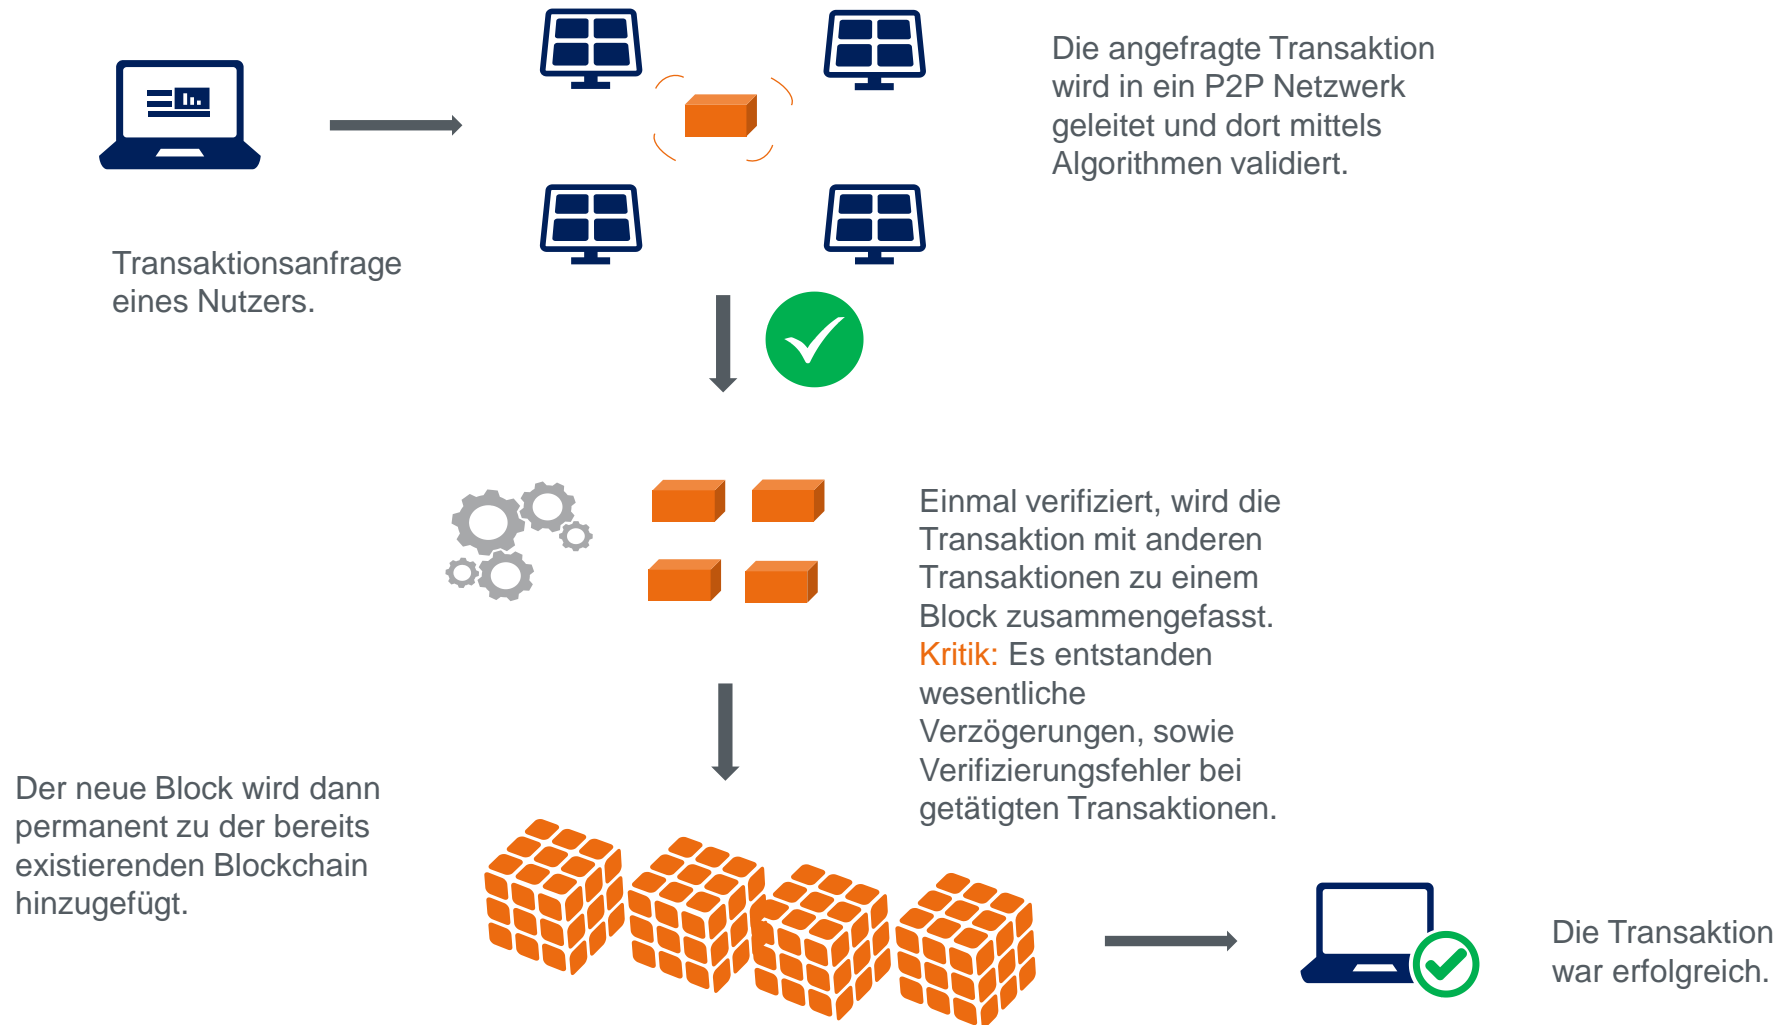 Transaktionsanfrage
eines Nutzers.
Die angefragte Transaktion
wird in ein P2P Netzwerk
geleitet und dort mittels
Algorithmen validiert.
Einmal verifiziert, wird die
Transaktion mit anderen
Transaktionen zu einem
Block zusammengefasst.
Kritik: Es entstanden
wesentliche
Verzögerungen, sowie
Verifizierungsfehler bei
getätigten Transaktionen.
Der neue Block wird dann
permanent zu der bereits
existierenden Blockchain
hinzugefügt.
Die Transaktion
war erfolgreich.